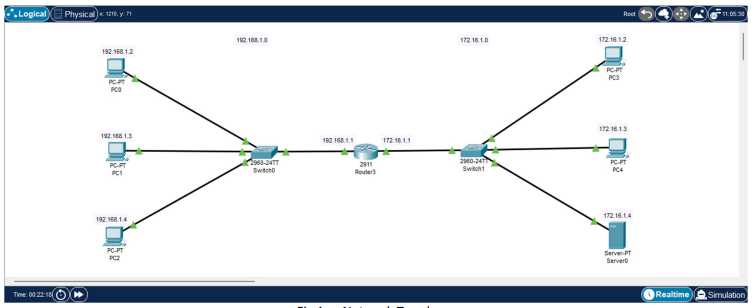 Logical
Physical
x: 1210, y: 71
Root
11:05:30
192.168.1.0
172.16.1.0
192.168.1.2
PC-PT
PC0
172.16.1.2
PC-PT
PC3
192.168.1.3
PC-PT
PC1
2960-24TT
Switch0
192.168.1.1
172.16.1.1
2911
Router3
2960-24TT
Switch1
172.16.1.3
PC-PT
PC4
192.168.1.4
PC-PT
PC2
172.16.1.4
Server-PT
Server0
Time: 00:22:18
Realtime
Simulation